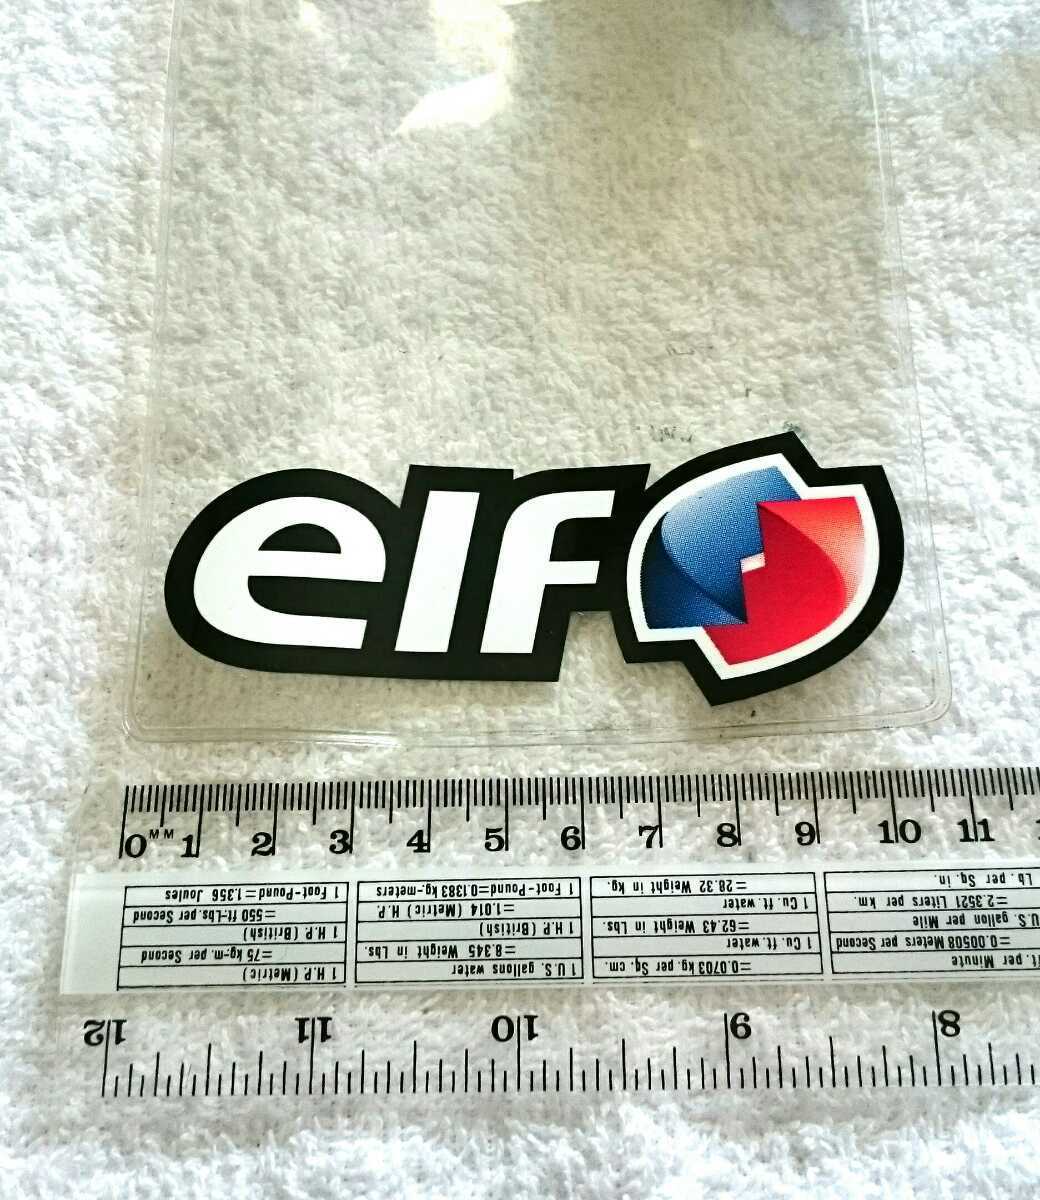 elf
0 MM 1 2 3 4 5 6 7 8 9 10 11
1 Foot-Pound=1.356 Joules
=550 ft-Lbs. per Second
1 H.P. (British)
=75 kg.-m. per Second
1 H.P. (Metric)
1 Foot-Pound=0.1383 kg.-meters
=1.014 (Metric) H.P.
1 H.P. (British)
=8.345 Weight in Lbs.
1 U.S. gallons water
=28.32 Weight in kg.
1 Cu. ft. water
=62.43 Weight in Lbs.
1 Cu. ft. water
=0.0703 kg. per Sq. cm.
Lb. per Sq. in.
=2.3521 Liters per km.
U.S. gallon per Mile
=0.00508 Meters per Second
ft. per Minute
12 11 10 9 8